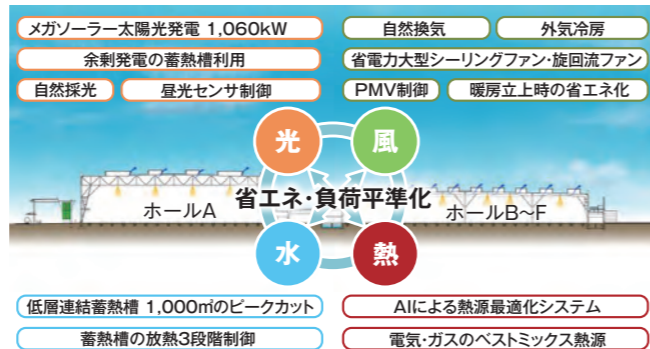 メガソーラー太陽光発電 1,060kW
余剰発電の蓄熱槽利用
自然採光
昼光センサ制御
自然換気
外気冷房
省電力大型シーリングファン・旋回流ファン
PMV制御
暖房立上時の省エネ化
光
風
省エネ・負荷平準化
ホールA
ホールB～F
水
熱
低層連結蓄熱槽 1,000㎥のピークカット
蓄熱槽の放熱3段階制御
AIによる熱源最適化システム
電気・ガスのベストミックス熱源